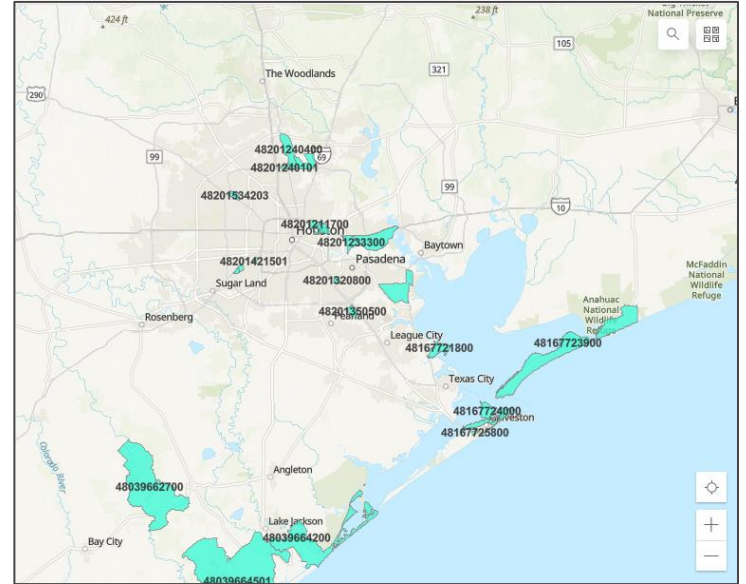 424 ft
238 ft
National Preserve
105
The Woodlands
321
290
48201240400
99
69
48201240101
99
48201534203
10
48201211700
Houston
48201233300
Baytown
48201421501
Pasadena
McFaddin
National
Wildlife
Refuge
48201320800
Sugar Land
Anahuac
National
Wildlife
Refuge
Rosenberg
48201350500
Pearland
League City
48167721800
48167723900
Texas City
48167724000
Galveston
48167725800
Colorado River
Angleton
48039662700
Lake Jackson
48039664200
Bay City
48039664501